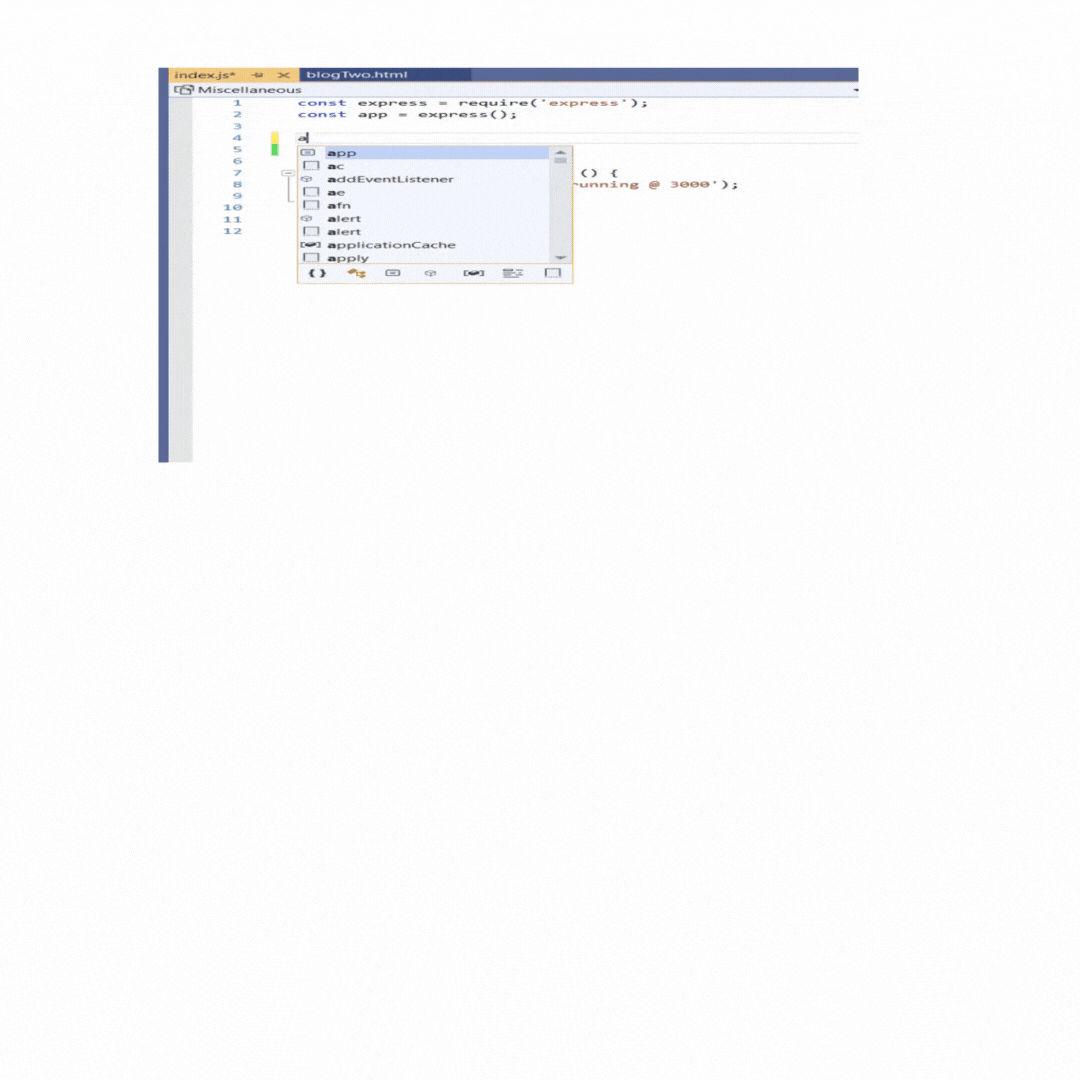 index.js* blogTwo.html
Miscellaneous
1 const express = require('express');
2 const app = express();
3
4 a
5
6
7 () {
8 running @ 3000');
9
10
11
12
app
ac
addEventListener
ae
afn
alert
alert
applicationCache
apply